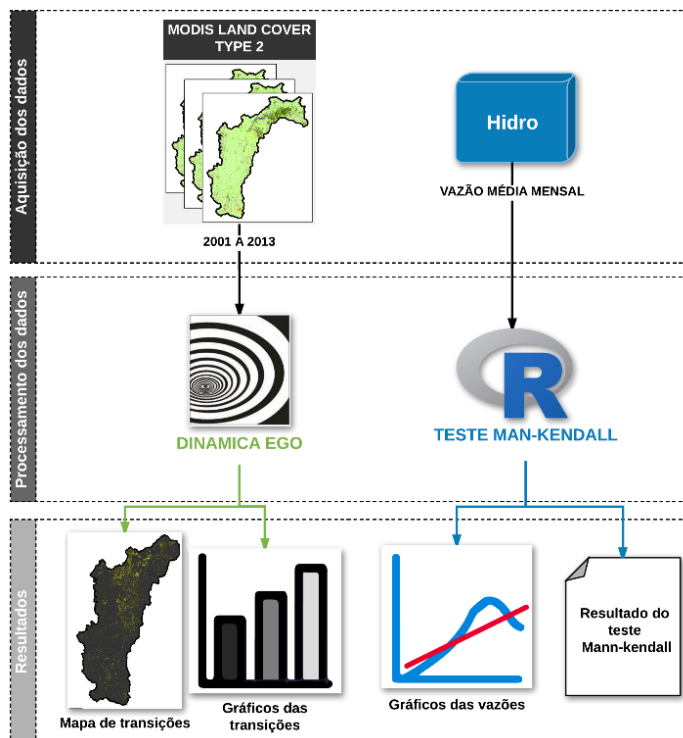 Aquisição dos dados
MODIS LAND COVER
TYPE 2
Hidro
VAZÃO MÉDIA MENSAL
2001 A 2013
Processamento dos dados
R
DINAMICA EGO
TESTE MAN-KENDALL
Resultados
Resultado do
teste
Mann-kendall
Mapa de transições
Gráficos das
transições
Gráficos das vazões